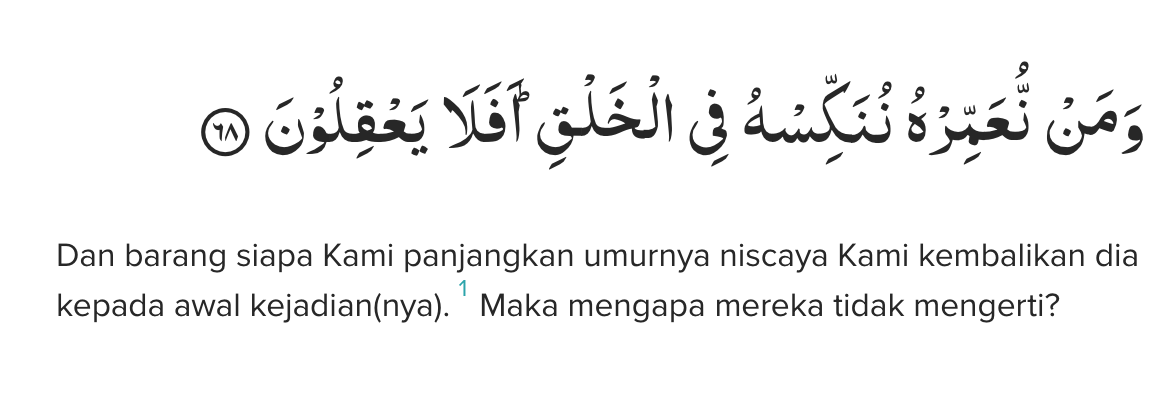 وَمَنْ نُّعَمِّرْهُ نُنَكِّسْهُ فِى الْخَلْقِۗ اَفَلَا يَعْقِلُوْنَ ٦٨
Dan barang siapa Kami panjangkan umurnya niscaya Kami kembalikan dia
kepada awal kejadian(nya). 1 Maka mengapa mereka tidak mengerti?